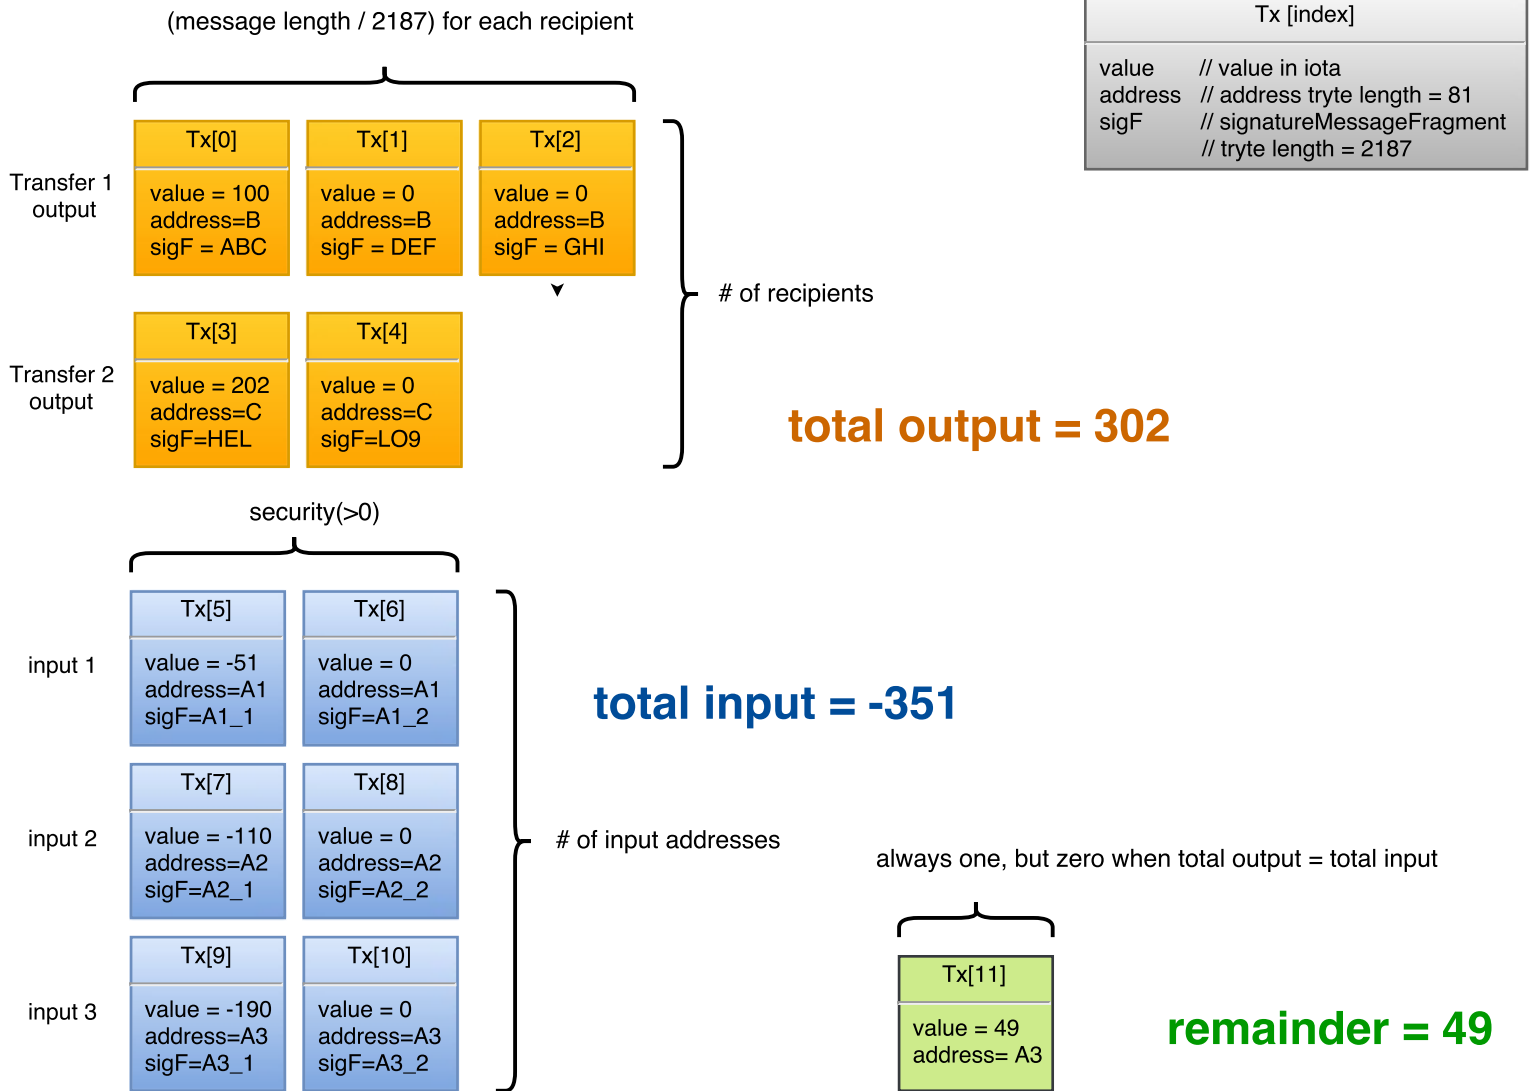 (message length / 2187) for each recipient
Tx [index]
value // value in iota
address // address tryte length = 81
sigF // signatureMessageFragment
// tryte length = 2187
Transfer 1
output
Tx[0]
value = 100
address=B
sigF = ABC
Tx[1]
value = 0
address=B
sigF = DEF
Tx[2]
value = 0
address=B
sigF = GHI
# of recipients
Transfer 2
output
Tx[3]
value = 202
address=C
sigF=HEL
Tx[4]
value = 0
address=C
sigF=LO9
total output = 302
security(>0)
input 1
Tx[5]
value = -51
address=A1
sigF=A1_1
Tx[6]
value = 0
address=A1
sigF=A1_2
total input = -351
input 2
Tx[7]
value = -110
address=A2
sigF=A2_1
Tx[8]
value = 0
address=A2
sigF=A2_2
# of input addresses
input 3
Tx[9]
value = -190
address=A3
sigF=A3_1
Tx[10]
value = 0
address=A3
sigF=A3_2
always one, but zero when total output = total input
Tx[11]
value = 49
address= A3
remainder = 49